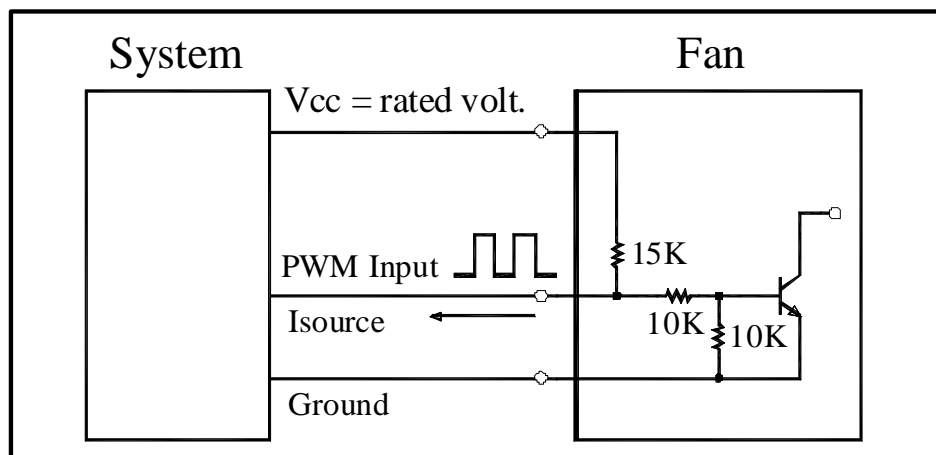 System
Fan
Vcc = rated volt.
15K
PWM Input
10K
10K
Isource
Ground